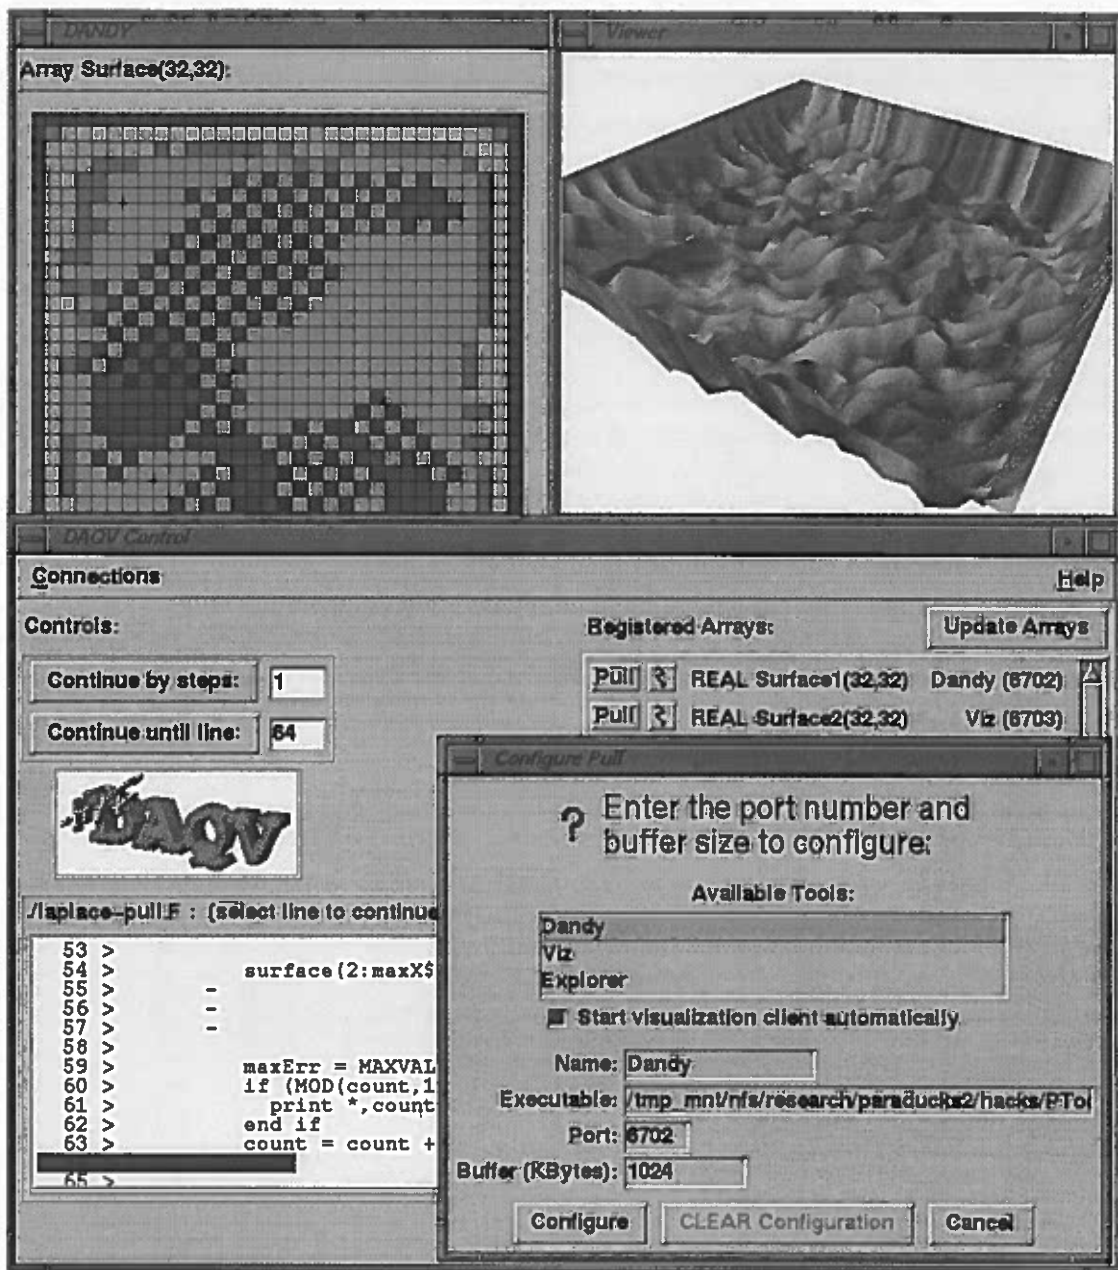 DANDY
Viewer
Array Surface(32,32):
DAQV Control
Connections
Help
Controls:
Registered Arrays:
Update Arrays
Continue by steps:
1
Pull
REAL Surface1(32,32)
Dandy (6702)
Continue until line:
64
Pull
REAL Surface2(32,32)
Viz (6703)
DAQV
Configure Pull
? Enter the port number and
buffer size to configure:
Available Tools:
Dandy
Viz
Explorer
Start visualization client automatically
Name: Dandy
Executable: /tmp_mnt/nfs/research/paraducks2/hacks/PTool
Port: 6702
Buffer (KBytes): 1024
Configure
CLEAR Configuration
Cancel
./laplace-pull.F : (select line to continue
53 >
54 > surface(2:maxX$
55 > -
56 > -
57 > -
58 >
59 > maxErr = MAXVAL
60 > if (MOD(count,1
61 > print *,count
62 > end if
63 > count = count +
65 >